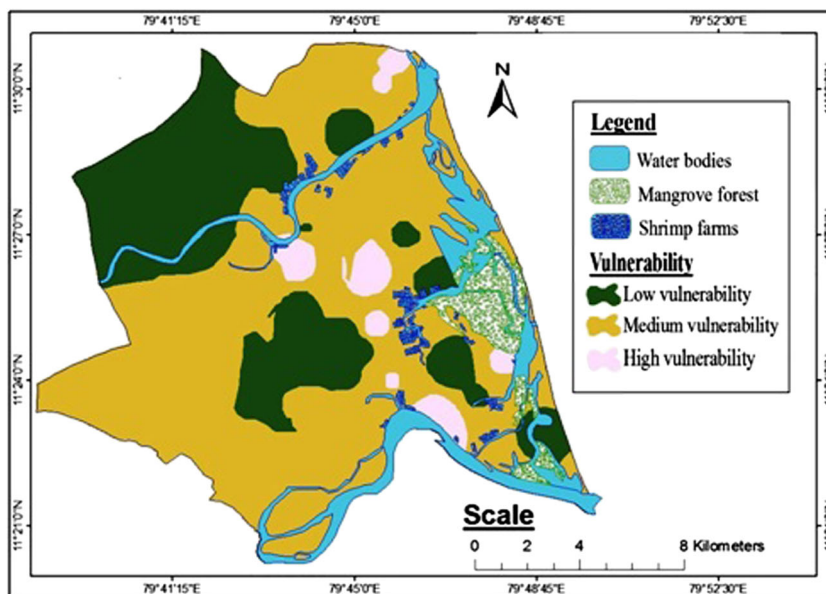 79°41'15"E 79°45'0"E 79°48'45"E 79°52'30"E
11°30'0"N
11°27'0"N
11°24'0"N
11°21'0"N
N
Legend
Water bodies
Mangrove forest
Shrimp farms
Vulnerability
Low vulnerability
Medium vulnerability
High vulnerability
Scale
0 2 4 8 Kilometers
79°41'15"E 79°45'0"E 79°48'45"E 79°52'30"E